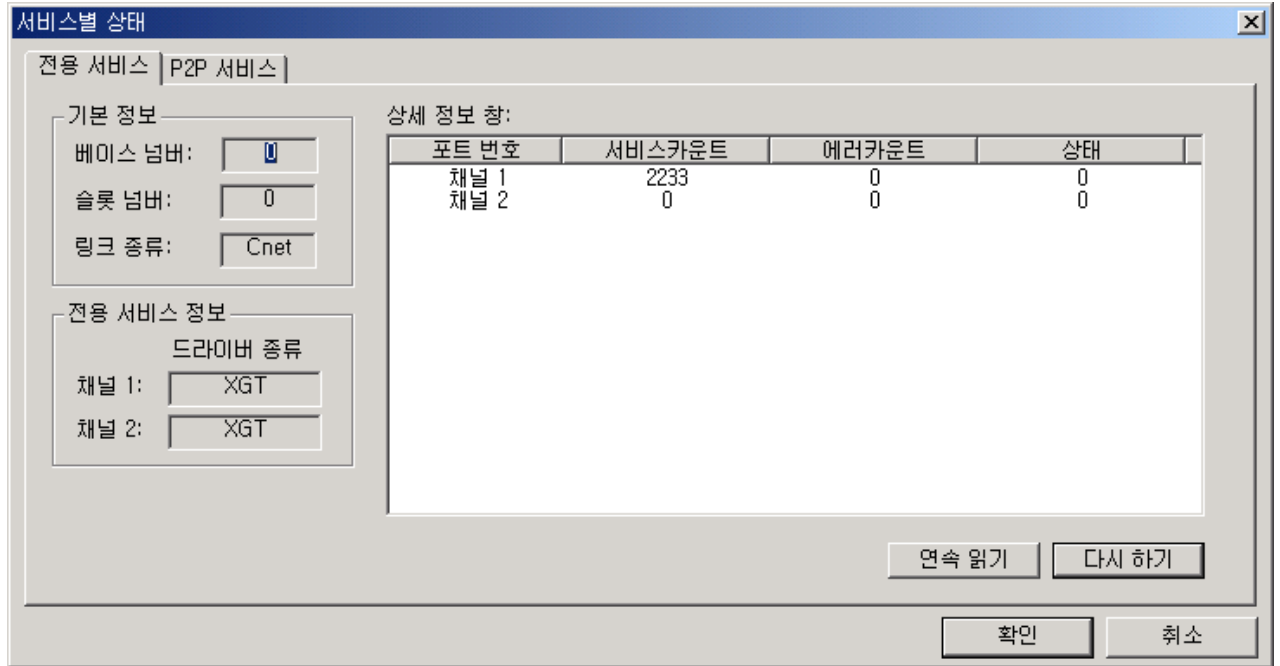 서비스별 상태
전용 서비스 P2P 서비스
기본 정보
베이스 넘버: 0
슬롯 넘버: 0
링크 종류: Cnet
전용 서비스 정보
드라이버 종류
채널 1: XGT
채널 2: XGT
상세 정보 창:
포트 번호 서비스카운트 에러카운트 상태
채널 1 2233 0 0
채널 2 0 0 0
연속 읽기 다시 하기
확인 취소